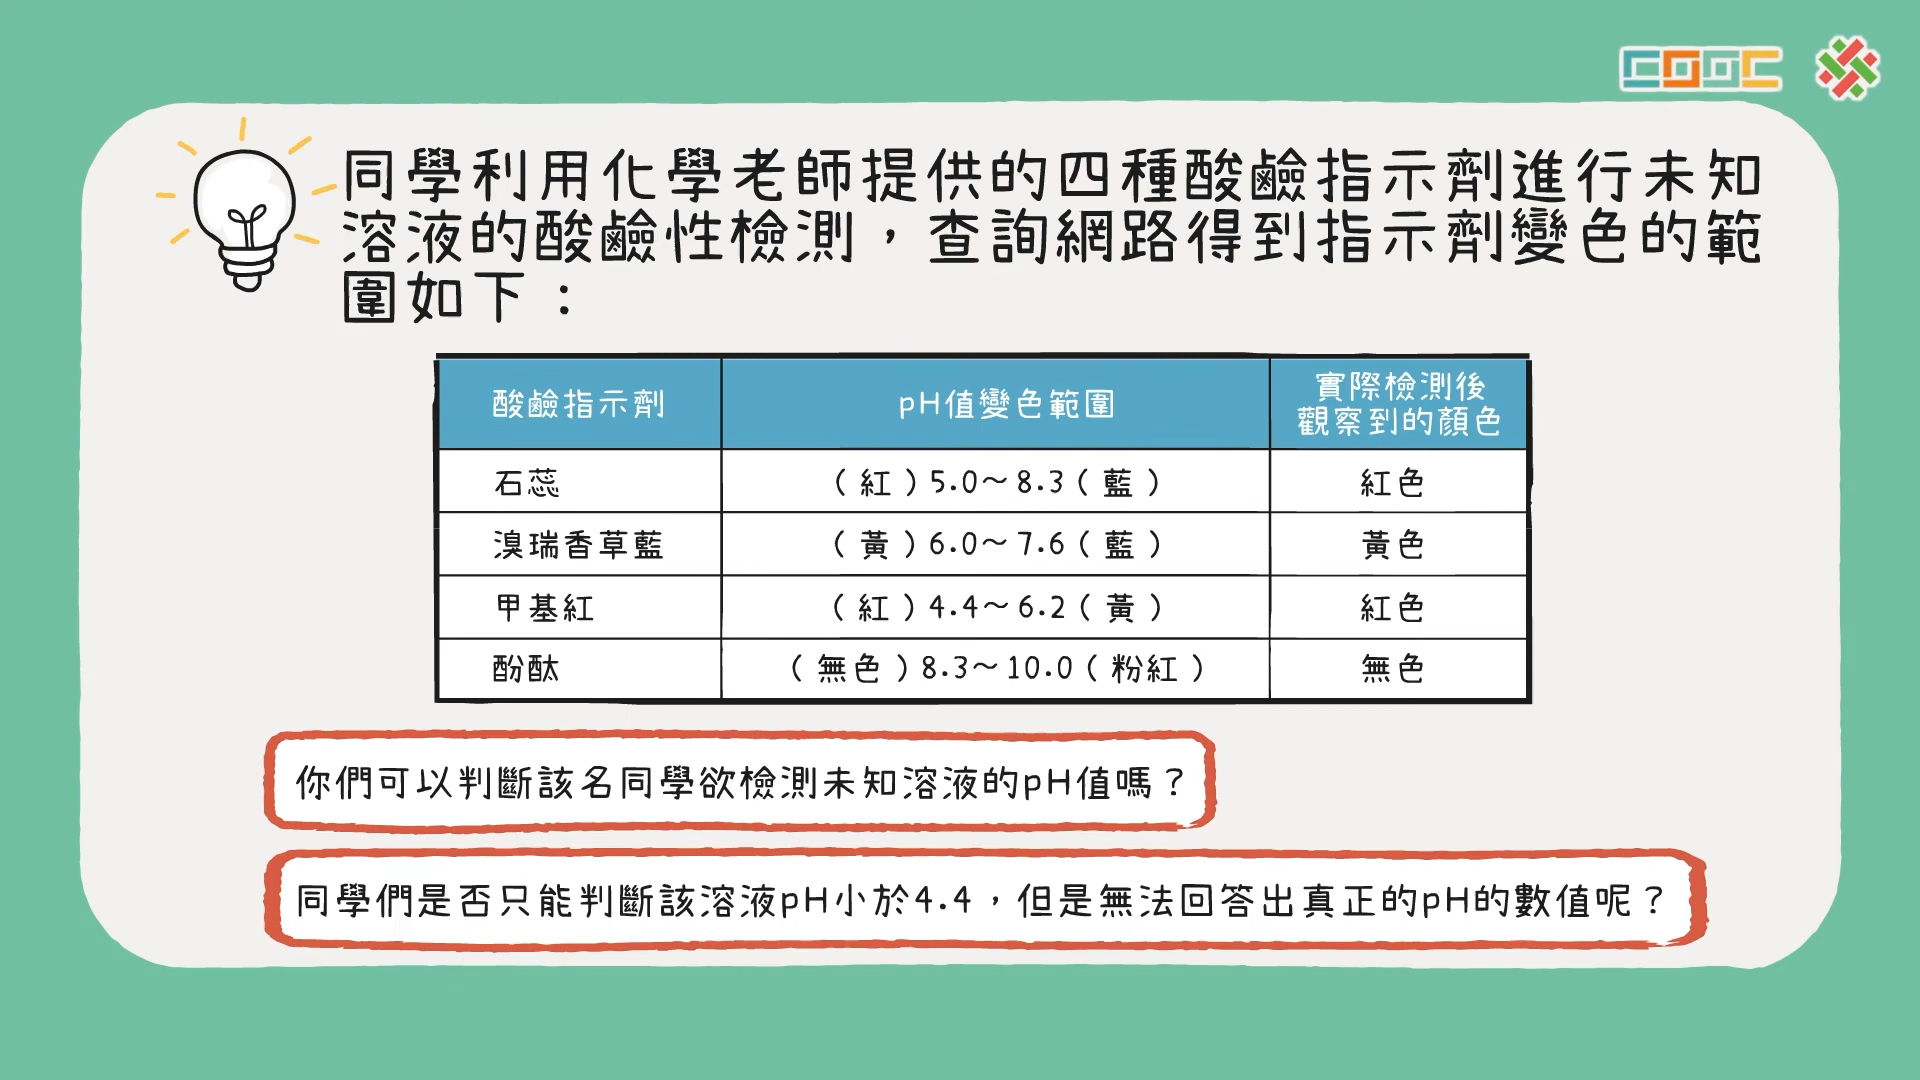 COOC
同學利用化學老師提供的四種酸鹼指示劑進行未知
溶液的酸鹼性檢測，查詢網路得到指示劑變色的範
圍如下：
酸鹼指示劑 pH值變色範圍 實際檢測後
觀察到的顏色
石蕊 （紅）5.0～8.3（藍） 紅色
溴瑞香草藍 （黃）6.0～7.6（藍） 黃色
甲基紅 （紅）4.4～6.2（黃） 紅色
酚酞 （無色）8.3～10.0（粉紅） 無色
你們可以判斷該名同學欲檢測未知溶液的pH值嗎？
同學們是否只能判斷該溶液pH小於4.4，但是無法回答出真正的pH的數值呢？